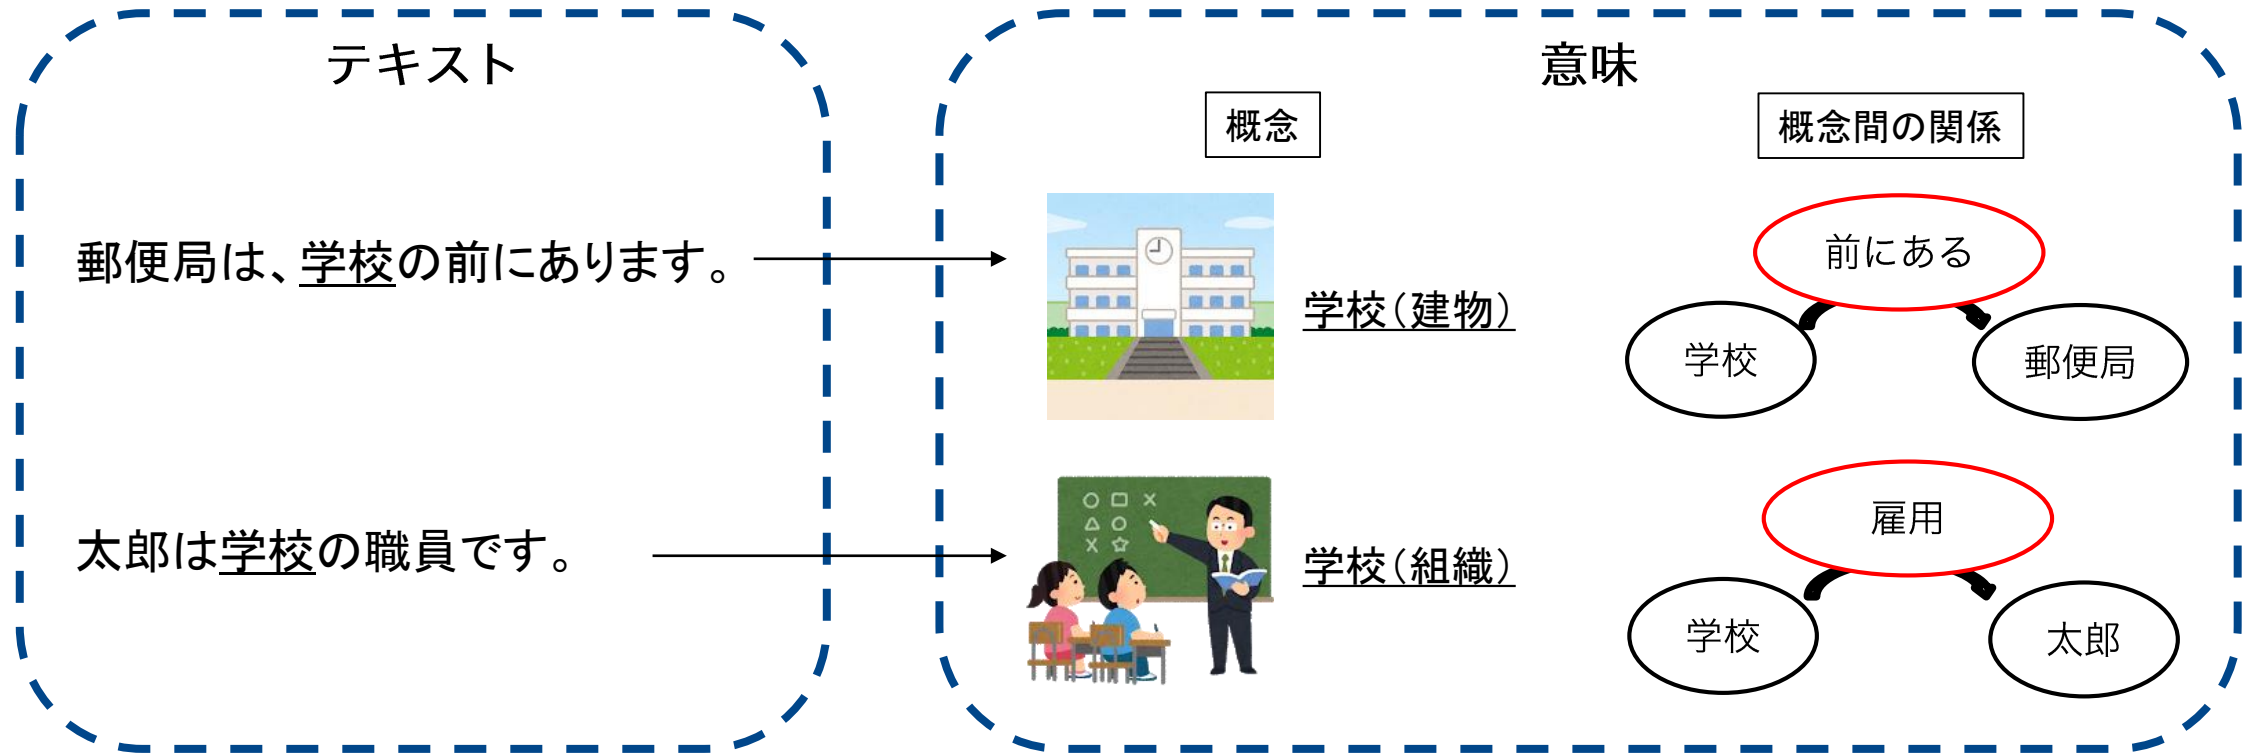 テキスト
意味
概念
概念間の関係
郵便局は、学校の前にあります。
学校(建物)
前にある
学校
郵便局
太郎は学校の職員です。
学校(組織)
雇用
学校
太郎